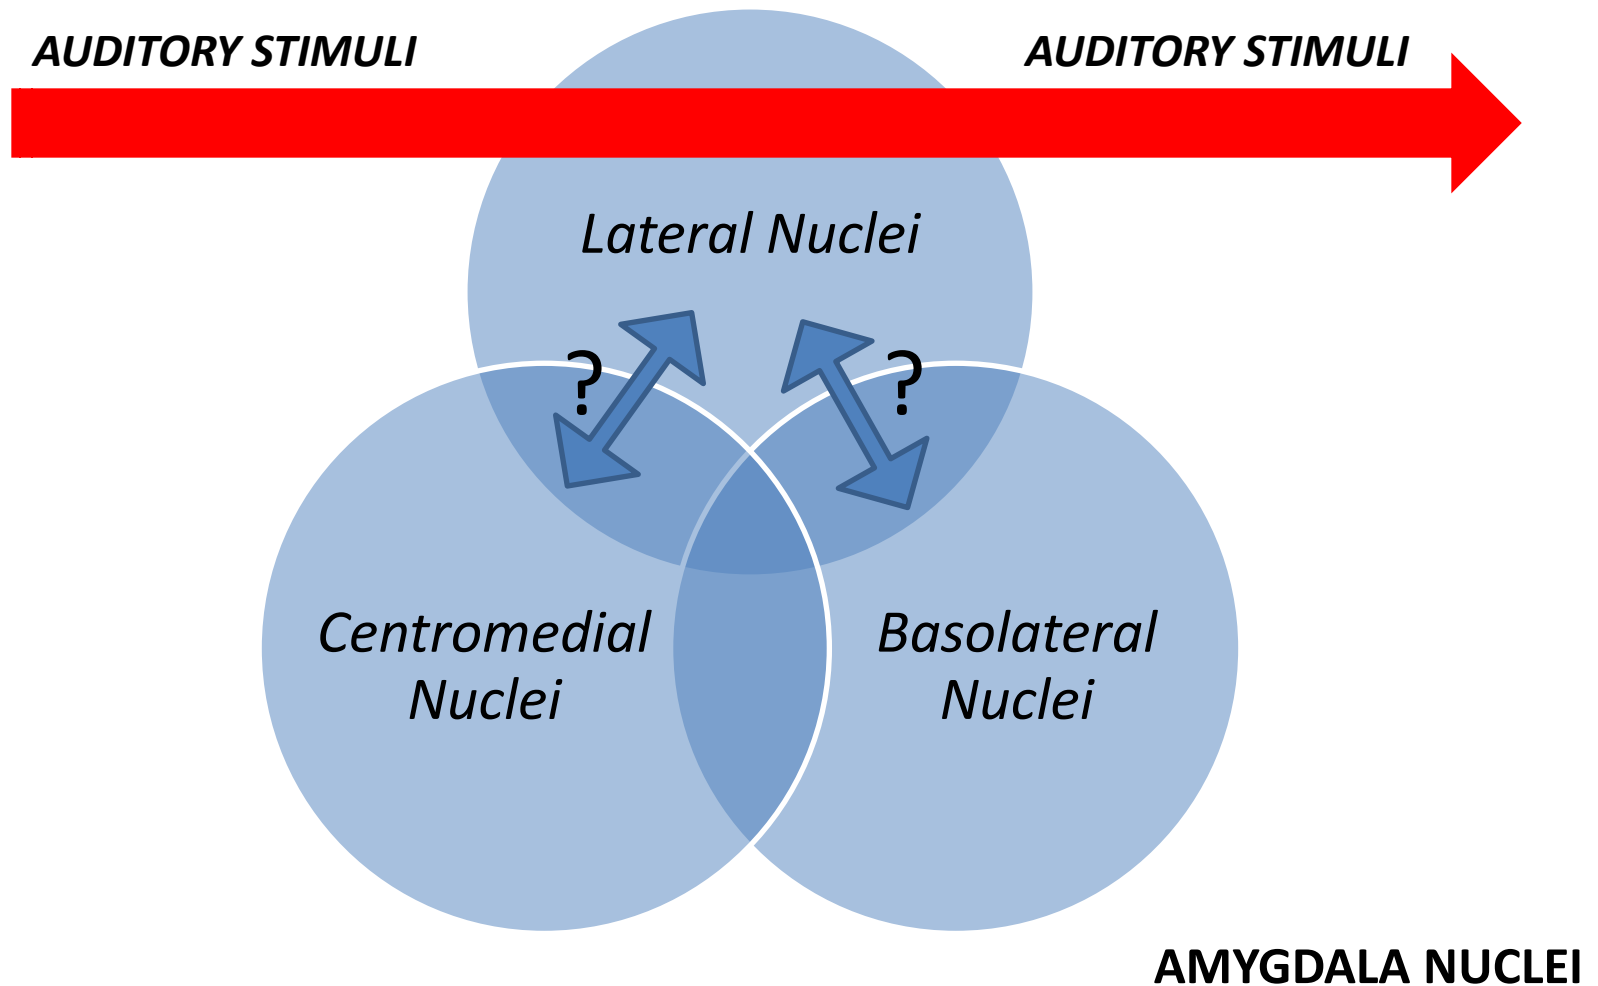 AUDITORY STIMULI
AUDITORY STIMULI
Lateral Nuclei
?
?
Centromedial
Nuclei
Basolateral
Nuclei
AMYGDALA NUCLEI